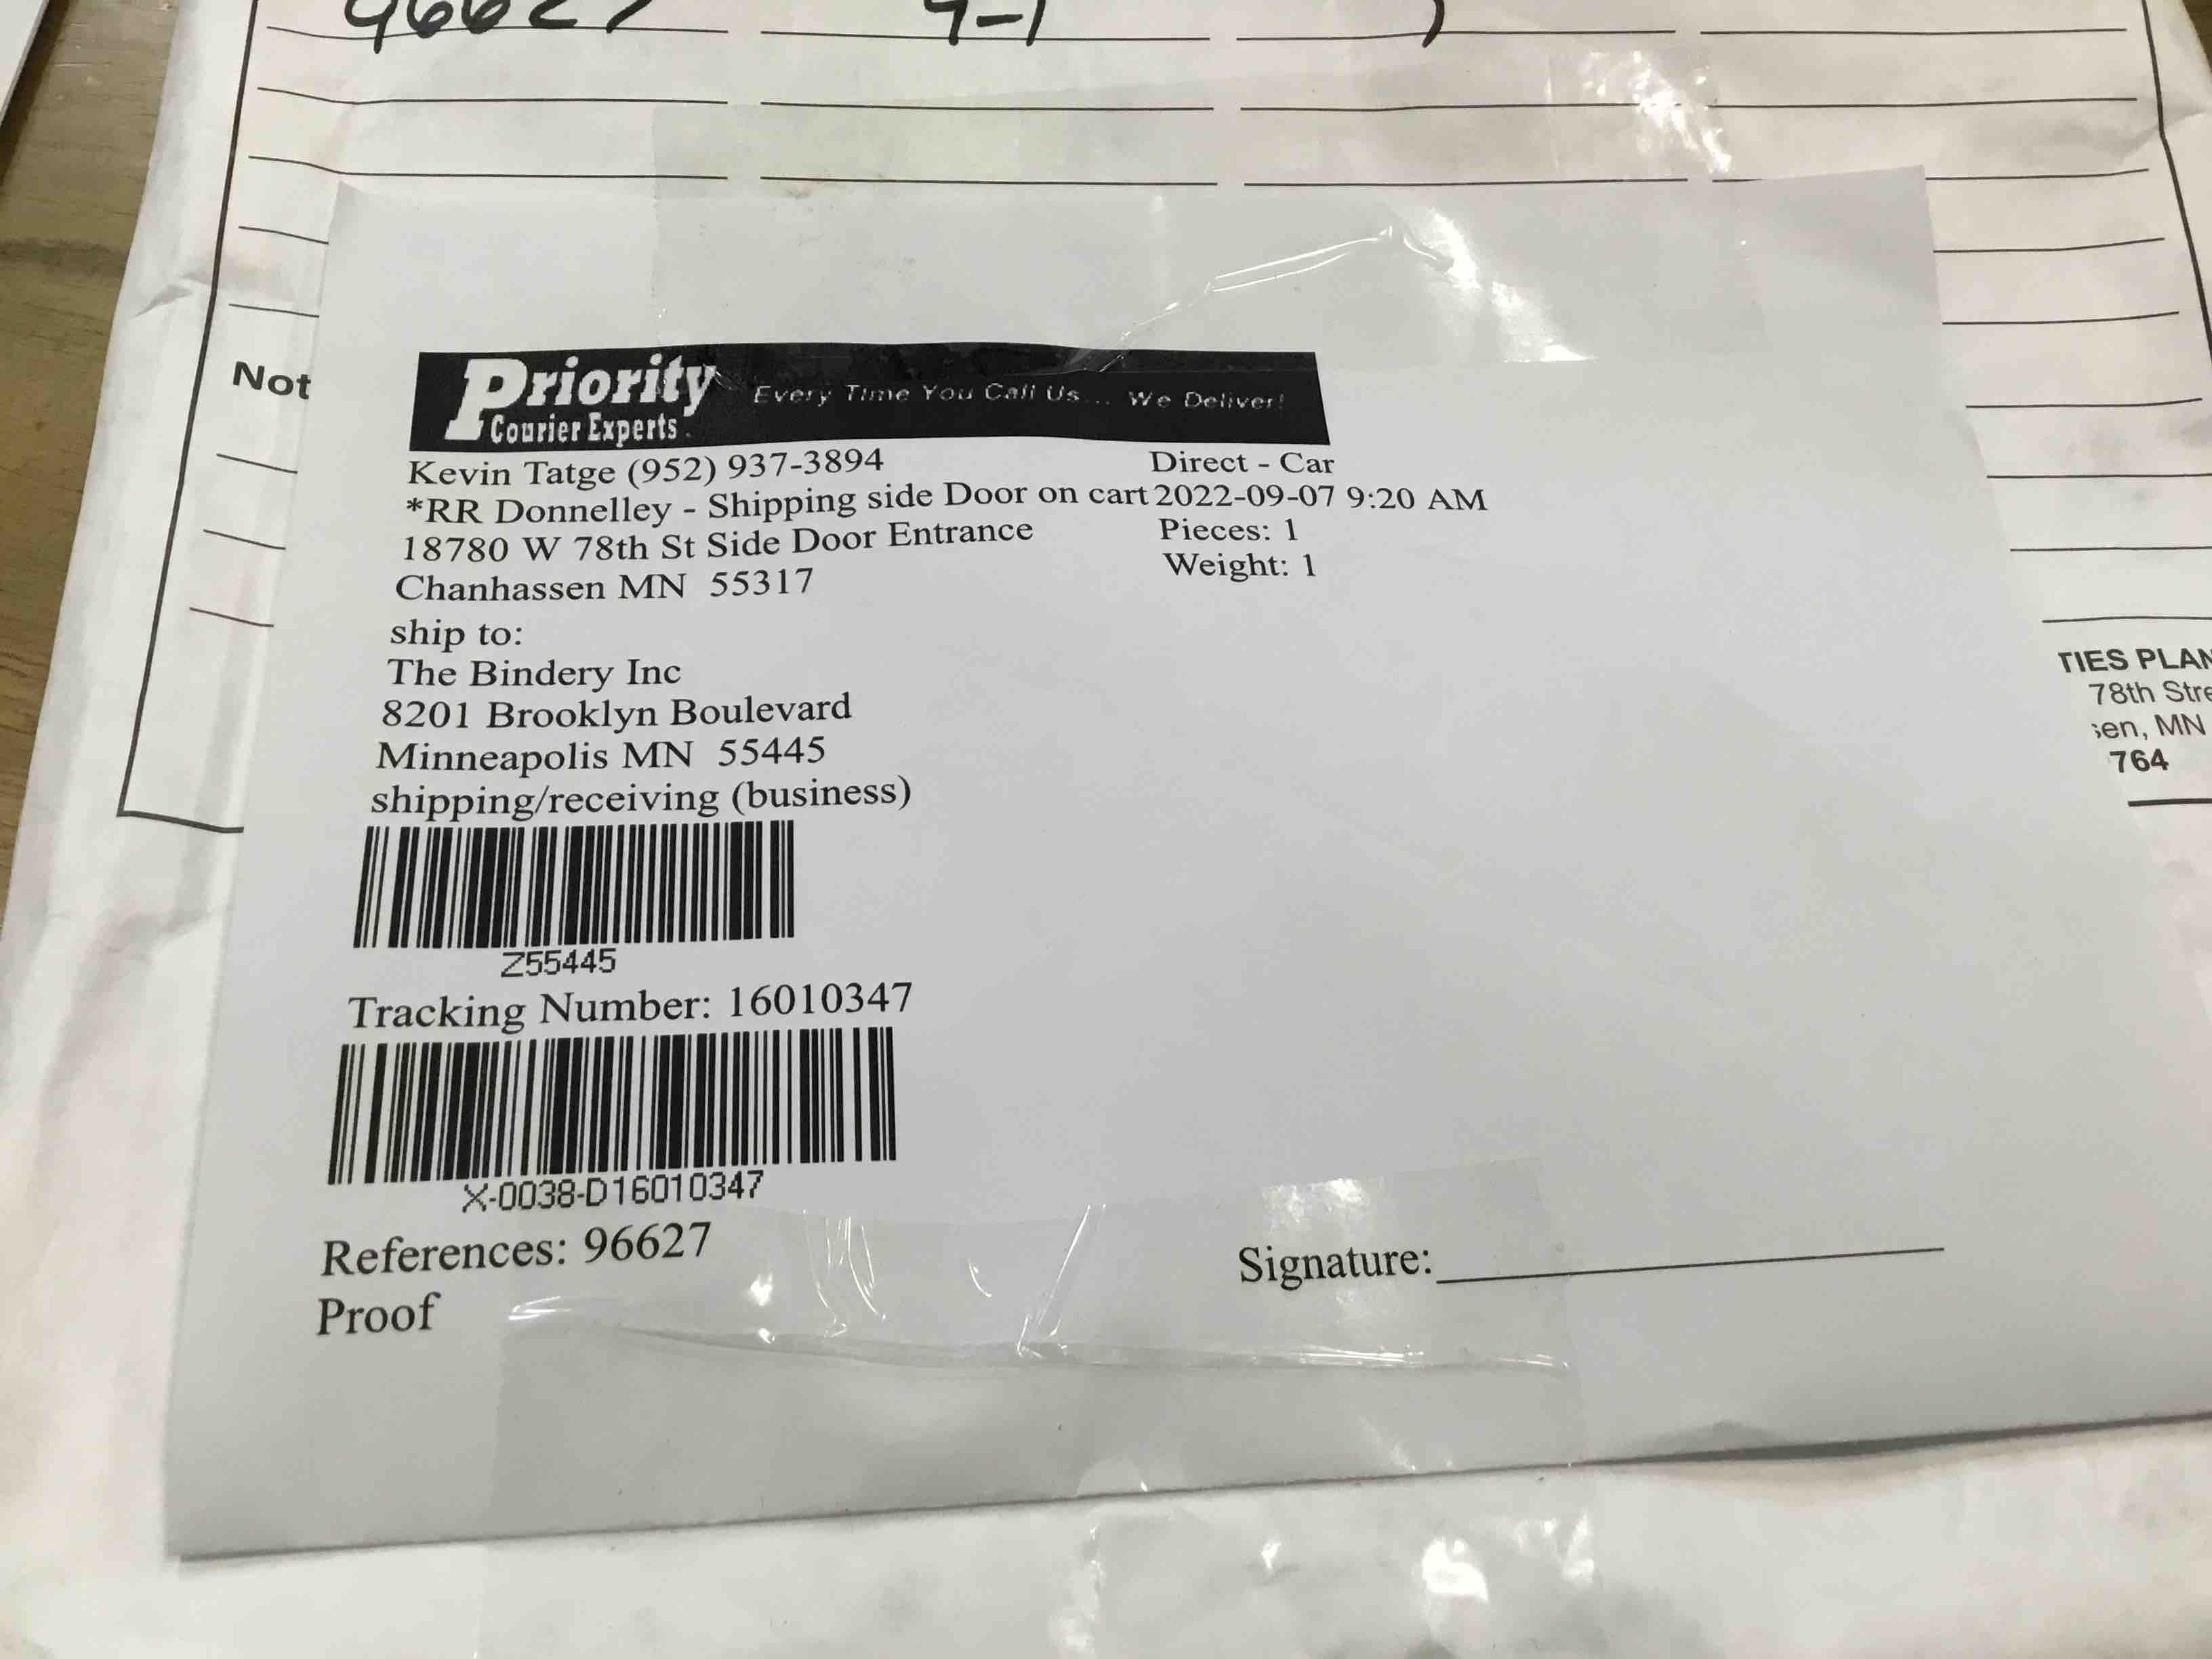 96627
Priority
Courier Experts
Every Time You Call Us... We Deliver!
Kevin Tatge (952) 937-3894
Direct - Car
*RR Donnelley - Shipping side Door on cart 2022-09-07 9:20 AM
18780 W 78th St Side Door Entrance
Pieces: 1
Chanhassen MN 55317
Weight: 1
ship to:
The Bindery Inc
8201 Brooklyn Boulevard
Minneapolis MN 55445
shipping/receiving (business)
Z55445
Tracking Number: 16010347
X-0038-D16010347
References: 96627
Proof
Signature:
Not
TIES PLAN
78th Stre
sen, MN
764